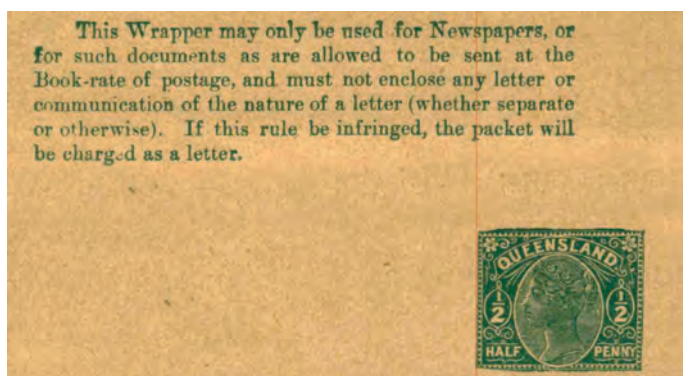 This Wrapper may only be used for Newspapers, or
for such documents as are allowed to be sent at the
Book-rate of postage, and must not enclose any letter or
communication of the nature of a letter (whether separate
or otherwise). If this rule be infringed, the packet will
be charged as a letter.
QUEENSLAND
1/2 1/2
HALF PENNY